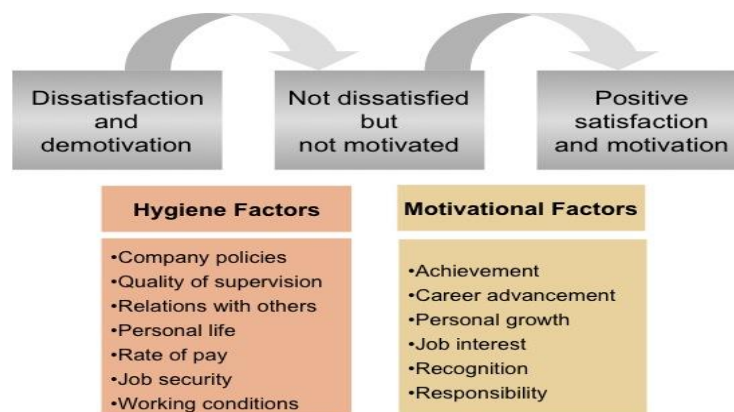 Dissatisfaction
and
demotivation
Not dissatisfied
but
not motivated
Positive
satisfaction
and motivation
Hygiene Factors
•Company policies
•Quality of supervision
•Relations with others
•Personal life
•Rate of pay
•Job security
•Working conditions
Motivational Factors
•Achievement
•Career advancement
•Personal growth
•Job interest
•Recognition
•Responsibility